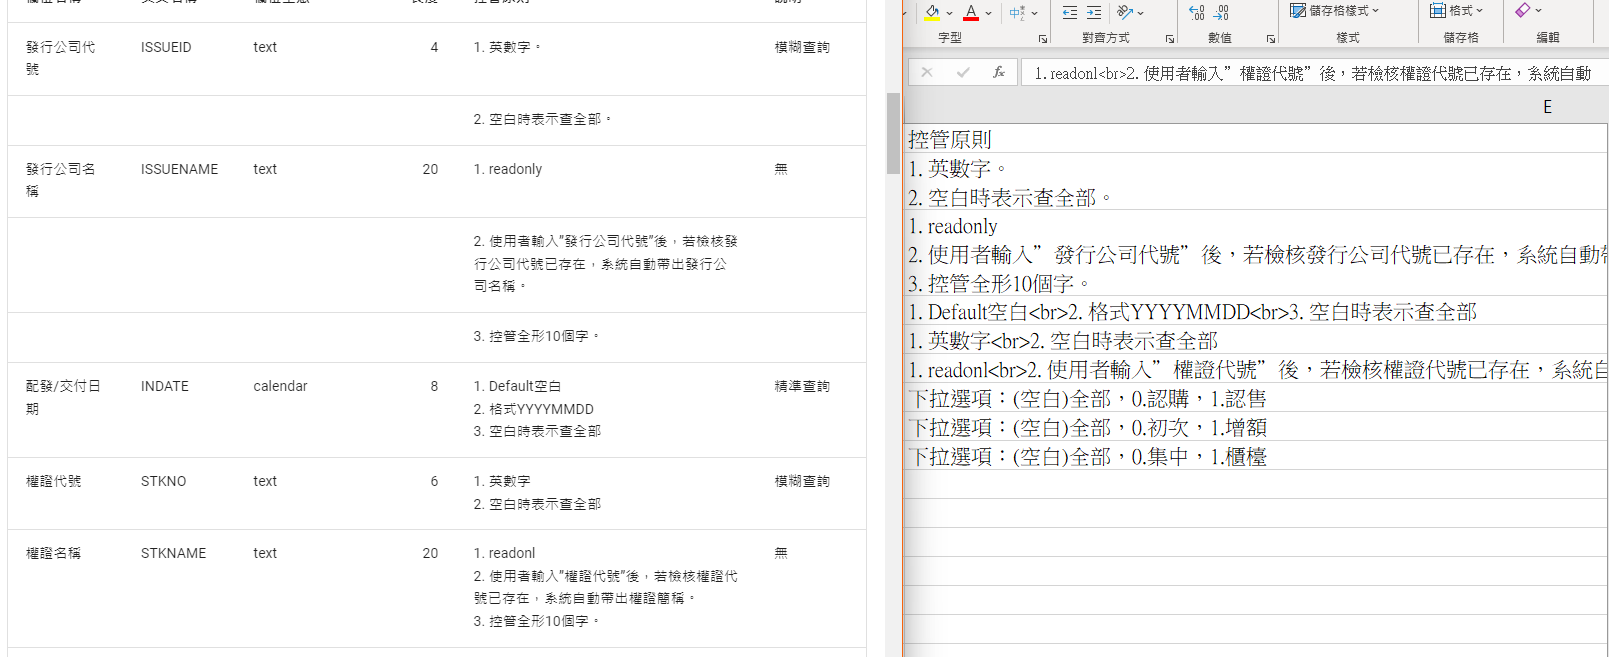 發行公司代
號
ISSUEID
text
4
1. 英數字。
模糊查詢
2. 空白時表示查全部。
發行公司名
稱
ISSUENAME
text
20
1. readonly
無
2. 使用者輸入”發行公司代號”後，若檢核發
行公司代號已存在，系統自動帶出發行公
司名稱。
3. 控管全形10個字。
配發/交付日
期
INDATE
calendar
8
1. Default空白
2. 格式YYYYMMDD
3. 空白時表示查全部
精準查詢
權證代號
STKNO
text
6
1. 英數字
2. 空白時表示查全部
模糊查詢
權證名稱
STKNAME
text
20
1. readonl
2. 使用者輸入”權證代號”後，若檢核權證代
號已存在，系統自動帶出權證簡稱。
3. 控管全形10個字。
無
字型
對齊方式
數值
儲存格樣式
樣式
格式
儲存格
編輯
fx
1. readonl<br>2. 使用者輸入”權證代號”後，若檢核權證代號已存在，系統自動
E
控管原則
1. 英數字。
2. 空白時表示查全部。
1. readonly
2. 使用者輸入”發行公司代號”後，若檢核發行公司代號已存在，系統自動
3. 控管全形10個字。
1. Default空白<br>2. 格式YYYYMMDD<br>3. 空白時表示查全部
1. 英數字<br>2. 空白時表示查全部
1. readonl<br>2. 使用者輸入”權證代號”後，若檢核權證代號已存在，系統自
下拉選項：(空白)全部，0.認購，1.認售
下拉選項：(空白)全部，0.初次，1.增額
下拉選項：(空白)全部，0.集中，1.櫃檯